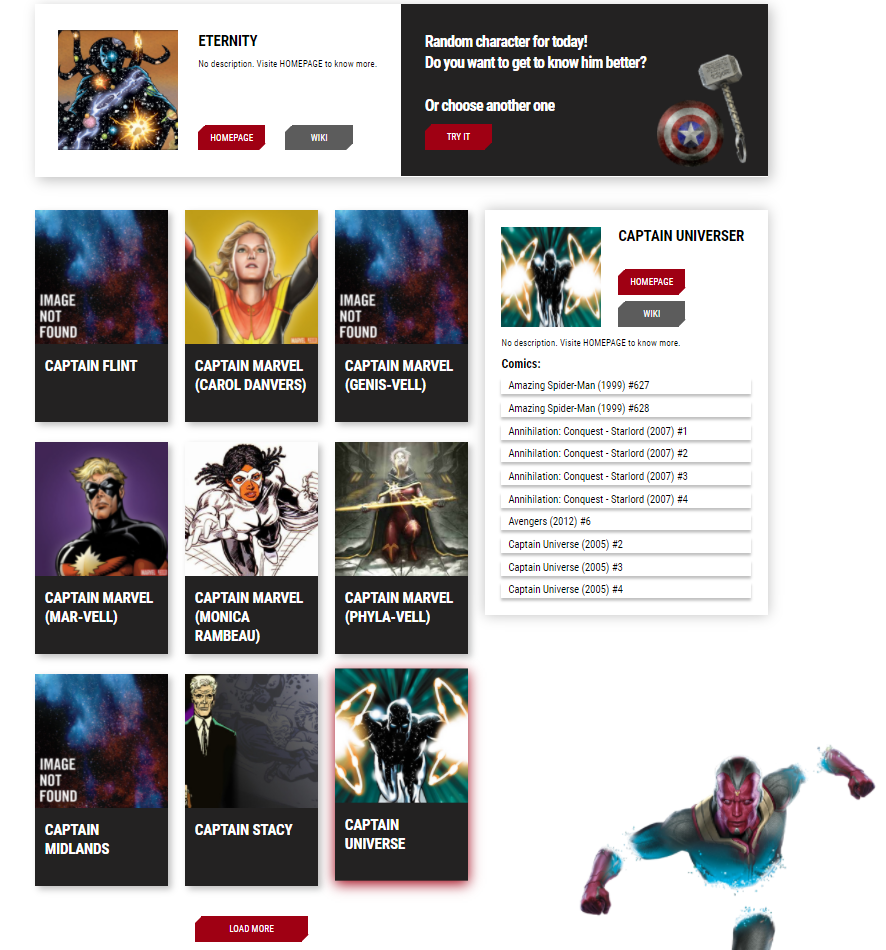 ETERNITY
No description. Visite HOMEPAGE to know more.
HOMEPAGE
WIKI
Random character for today!
Do you want to get to know him better?
Or choose another one
TRY IT
IMAGE
NOT
FOUND
CAPTAIN FLINT
CAPTAIN MARVEL
(CAROL DANVERS)
IMAGE
NOT
FOUND
CAPTAIN MARVEL
(GENIS-VELL)
CAPTAIN MARVEL
(MAR-VELL)
CAPTAIN MARVEL
(MONICA
RAMBEAU)
CAPTAIN MARVEL
(PHYLA-VELL)
IMAGE
NOT
FOUND
CAPTAIN
MIDLANDS
CAPTAIN STACY
CAPTAIN
UNIVERSE
LOAD MORE
CAPTAIN UNIVERSER
HOMEPAGE
WIKI
No description. Visite HOMEPAGE to know more.
Comics:
Amazing Spider-Man (1999) #627
Amazing Spider-Man (1999) #628
Annihilation: Conquest - Starlord (2007) #1
Annihilation: Conquest - Starlord (2007) #2
Annihilation: Conquest - Starlord (2007) #3
Annihilation: Conquest - Starlord (2007) #4
Avengers (2012) #6
Captain Universe (2005) #2
Captain Universe (2005) #3
Captain Universe (2005) #4